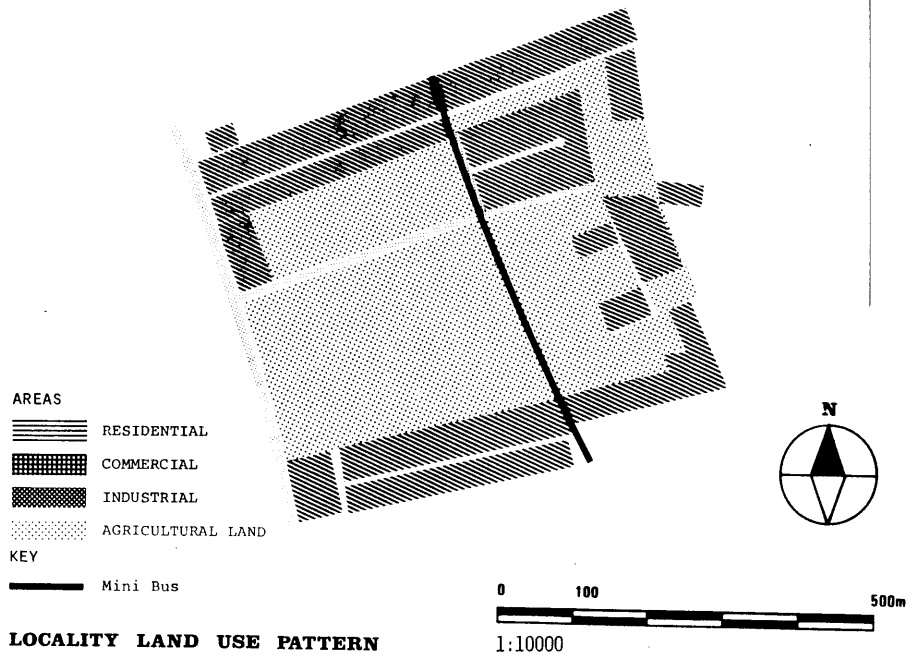 AREAS
RESIDENTIAL
COMMERCIAL
INDUSTRIAL
AGRICULTURAL LAND
KEY
Mini Bus
LOCALITY LAND USE PATTERN
N
0 100 500m
1:10000